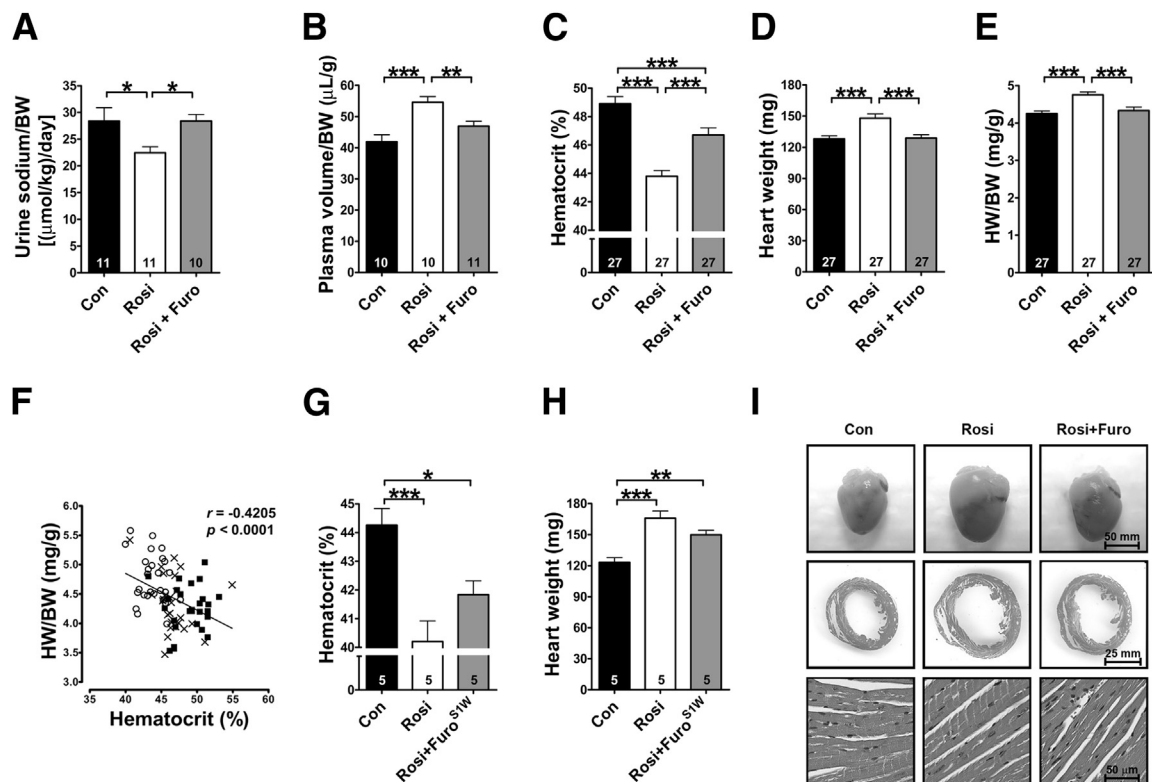 A
Urine sodium/BW
[(μmol/kg)/day]
35
30
25
20
15
10
5
0
*
*
11
11
10
Con
Rosi
Rosi + Furo
B
Plasma volume/BW (μL/g)
60
50
40
30
20
10
0
***
**
10
10
11
Con
Rosi
Rosi + Furo
C
Hematocrit (%)
50
48
46
44
42
0
***
***
***
27
27
27
Con
Rosi
Rosi + Furo
D
Heart weight (mg)
180
150
120
90
60
30
0
***
***
27
27
27
Con
Rosi
Rosi + Furo
E
HW/BW (mg/g)
5
4
3
2
1
0
***
***
27
27
27
Con
Rosi
Rosi + Furo
F
HW/BW (mg/g)
6.0
5.5
5.0
4.5
4.0
3.5
3.0
r = -0.4205
p < 0.0001
35
40
45
50
55
60
Hematocrit (%)
G
Hematocrit (%)
45
44
43
42
41
40
0
*
***
5
5
5
Con
Rosi
Rosi+Furo^S1W
H
Heart weight (mg)
180
150
120
90
60
30
0
**
***
5
5
5
Con
Rosi
Rosi+Furo^S1W
I
Con
Rosi
Rosi+Furo
50 mm
25 mm
50 μm